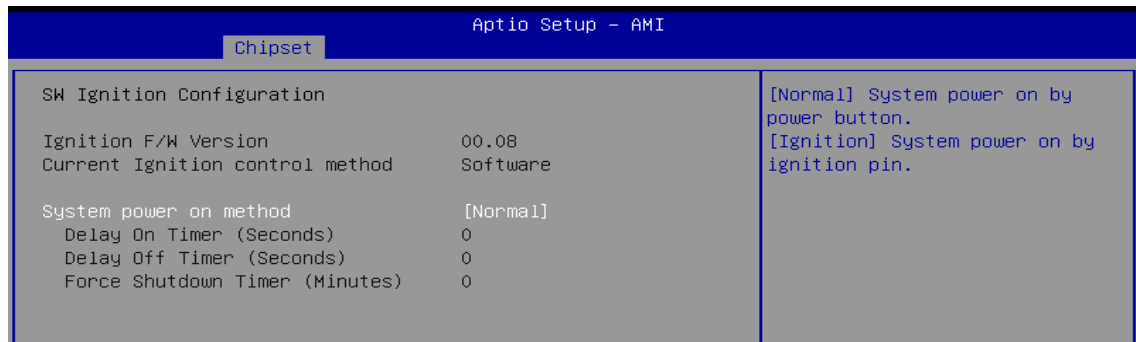 Aptio Setup – AMI
Chipset
SW Ignition Configuration
Ignition F/W Version 00.08
Current Ignition control method Software
System power on method [Normal]
Delay On Timer (Seconds) 0
Delay Off Timer (Seconds) 0
Force Shutdown Timer (Minutes) 0
[Normal] System power on by
power button.
[Ignition] System power on by
ignition pin.